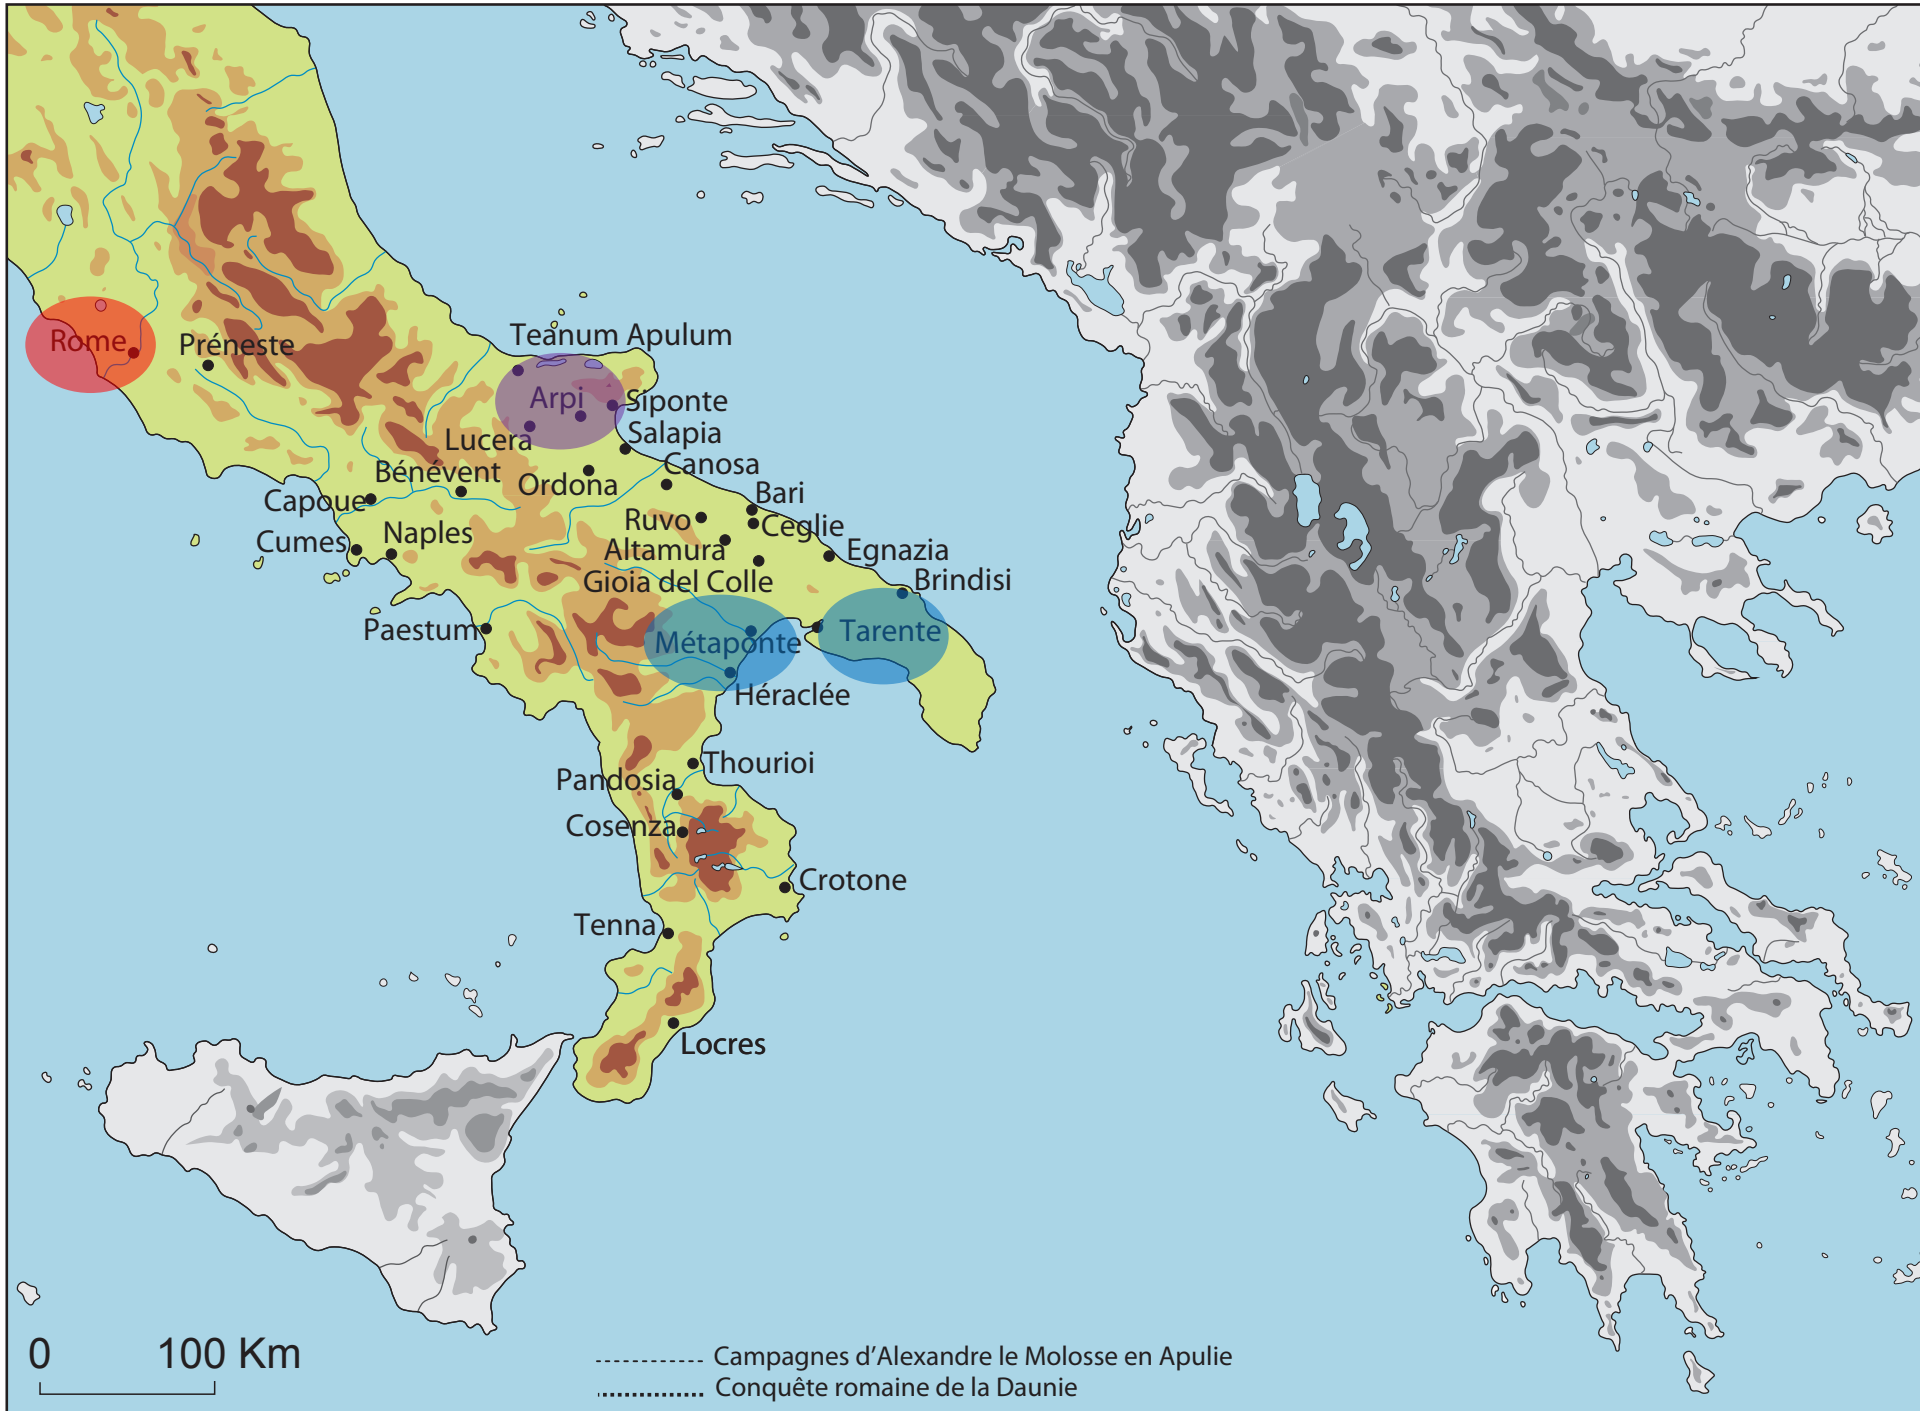 Teanum Apulum
Rome
Préneste
Arpi
Siponte
Lucera
Salapia
Canosa
Bénévent
Ordona
Capoue
Bari
Ruvo
Ceglie
Cumes
Naples
Altamura
Egnazia
Gioia del Colle
Brindisi
Paestum
Métaponte
Tarente
Héraclée
Thourioi
Pandosia
Cosenza
Crotone
Tenna
Locres
0 100 Km
Campagnes d'Alexandre le Molosse en Apulie
Conquête romaine de la Daunie